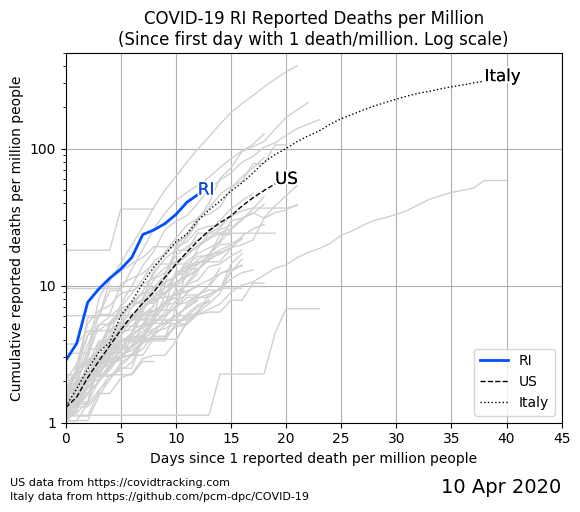 COVID-19 RI Reported Deaths per Million
(Since first day with 1 death/million. Log scale)
Cumulative reported deaths per million people
100
10
1
Italy
US
RI
RI
US
Italy
0 5 10 15 20 25 30 35 40 45
Days since 1 reported death per million people
US data from https://covidtracking.com
Italy data from https://github.com/pcm-dpc/COVID-19
10 Apr 2020